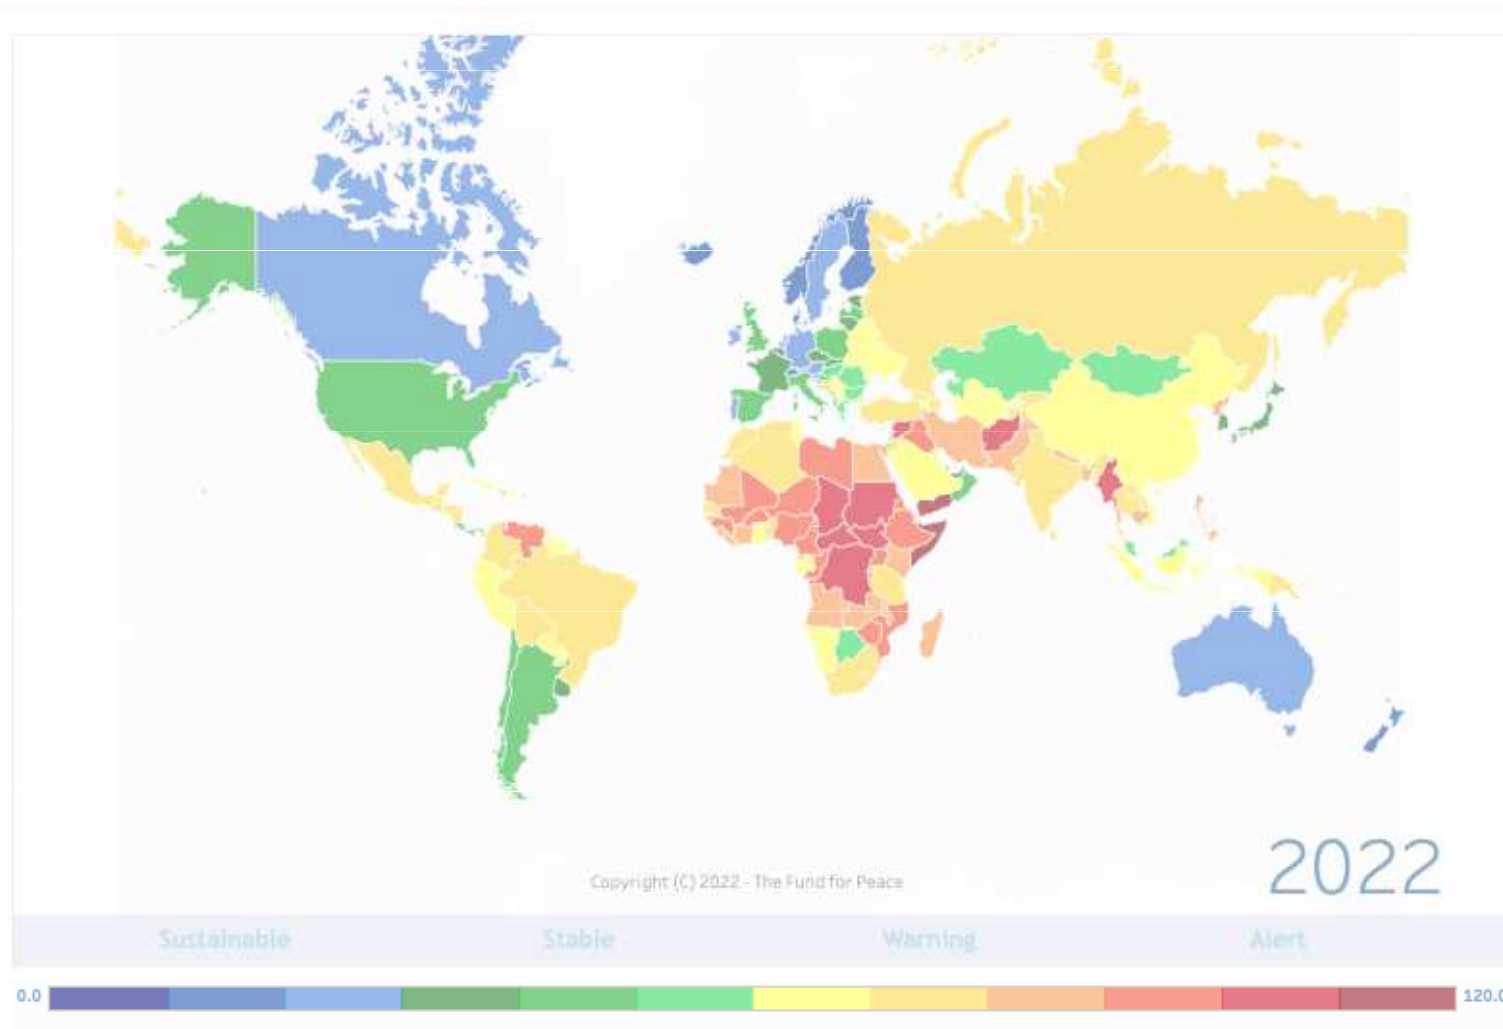 2022
Copyright (C) 2022 - The Fund for Peace
Sustainable Stable Warning Alert
0.0 120.0